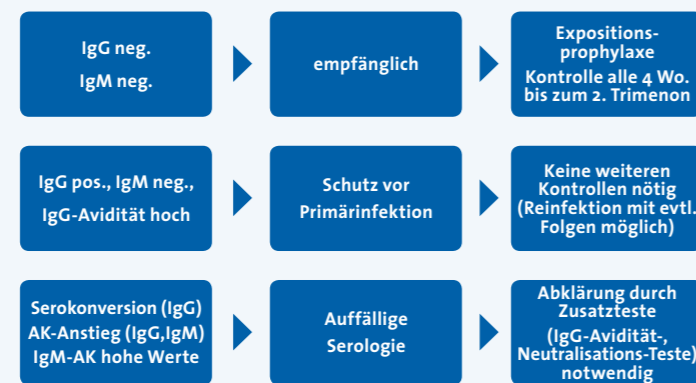 IgG neg.
IgM neg.
empfänglich
Expositions-
prophylaxe
Kontrolle alle 4 Wo.
bis zum 2. Trimenon
IgG pos., IgM neg.,
IgG-Avidität hoch
Schutz vor
Primärinfektion
Keine weiteren
Kontrollen nötig
(Reinfektion mit evtl.
Folgen möglich)
Serokonversion (IgG)
AK-Anstieg (IgG,IgM)
IgM-AK hohe Werte
Auffällige
Serologie
Abklärung durch
Zusatzteste
(IgG-Avidität-,
Neutralisations-Teste)
notwendig